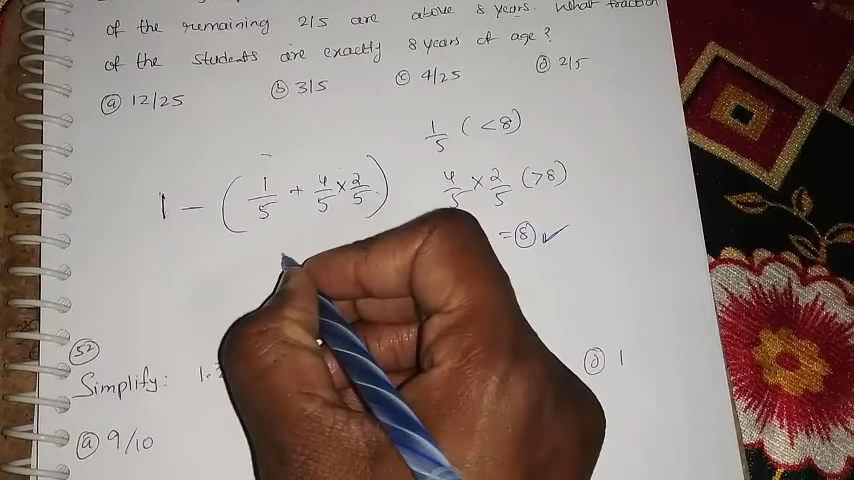 of the remaining 2/5 are above 8 years. What fraction
of the students are exactly 8 years of age?
ⓐ 12/25 ⓑ 3/5 ⓒ 4/25 ⓓ 2/5
1/5 (<8)
1 - (1/5 + 4/5 × 2/5)
4/5 × 2/5 (>8)
= ⑧ ✓
52
Simplify: ⓓ 1
ⓐ 9/10